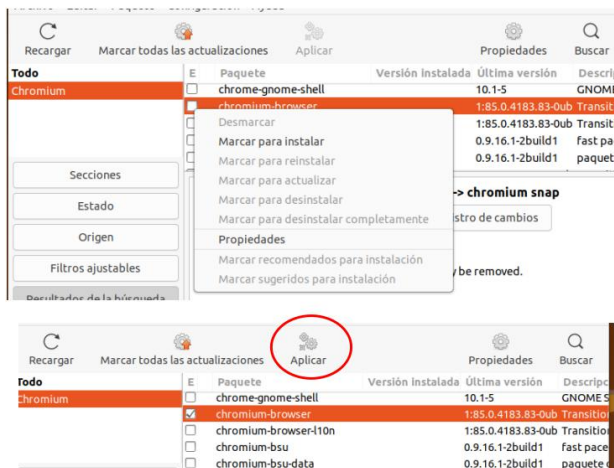 Recargar Marcar todas las actualizaciones Aplicar Propiedades Buscar
Todo E Paquete Versión instalada Última versión Descri
Chromium chrome-gnome-shell 10.1-5 GNOME
chromium-browser 1:85.0.4183.83-0ub Transit
Desmarcar 1:85.0.4183.83-0ub Transit
Marcar para instalar 0.9.16.1-2build1 fast pa
Marcar para reinstalar 0.9.16.1-2build1 paquet
Marcar para actualizar
Secciones Marcar para desinstalar -> chromium snap
Estado Marcar para desinstalar completamente stro de cambios
Origen Propiedades
Filtros ajustables Marcar recomendados para instalación y be removed.
Marcar sugeridos para instalación
Resultados de la búsqueda
Recargar Marcar todas las actualizaciones Aplicar Propiedades Buscar
Todo E Paquete Versión instalada Última versión Descripc
Chromium chrome-gnome-shell 10.1-5 GNOME S
chromium-browser 1:85.0.4183.83-0ub Transition
chromium-browser-l10n 1:85.0.4183.83-0ub Transition
chromium-bsu 0.9.16.1-2build1 fast pace
chromium-bsu-data 0.9.16.1-2build1 paquete